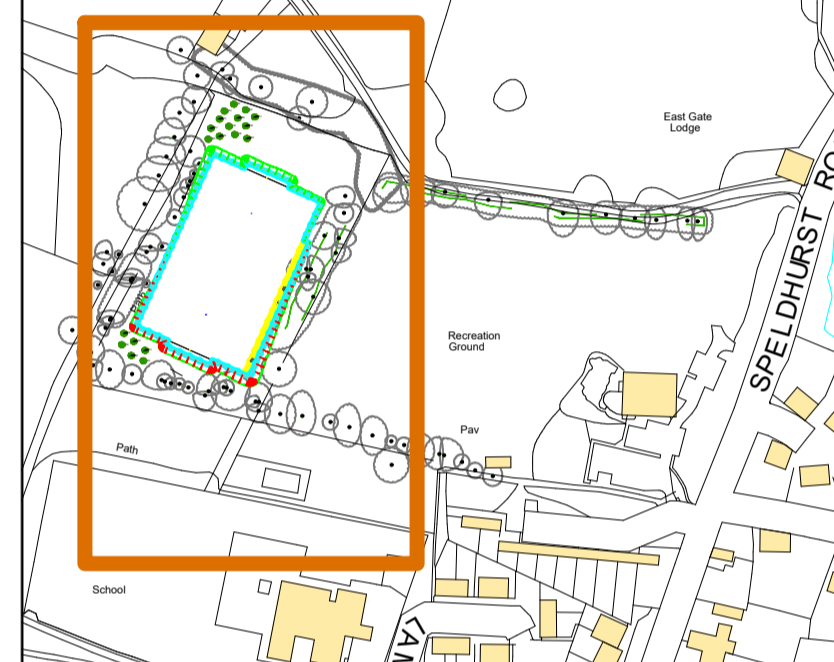 East Gate
Lodge
SPELDHURST RO
Recreation
Ground
Pav
Path
School